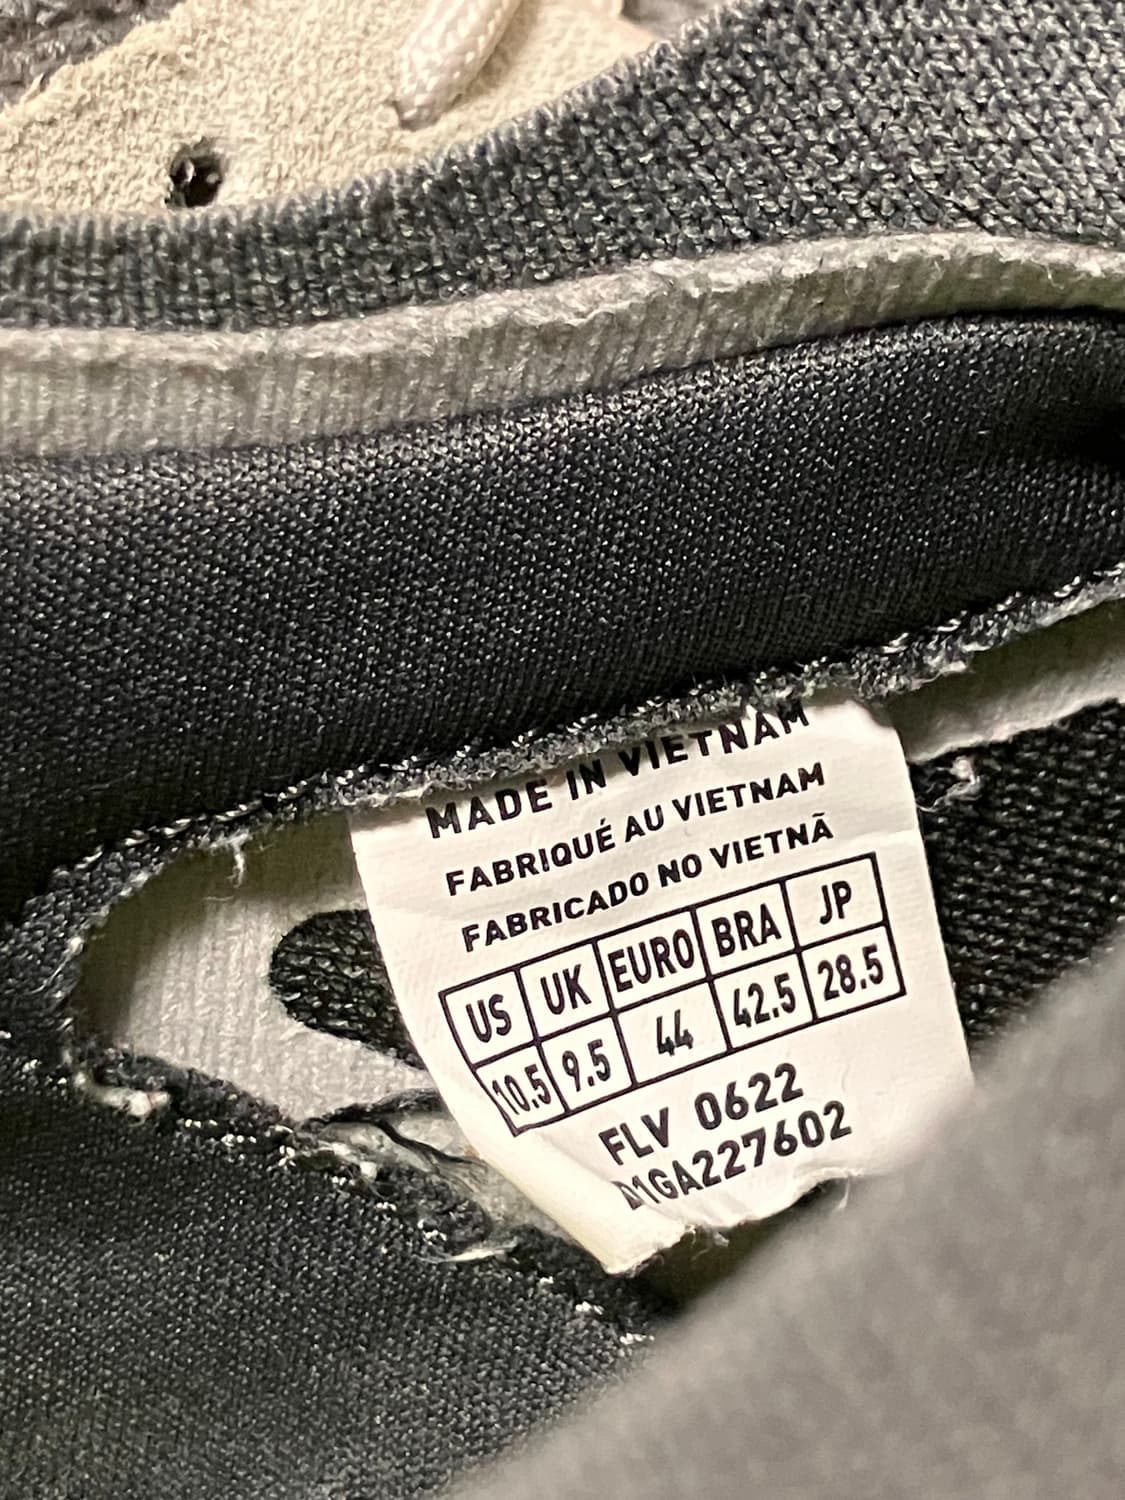 MADE IN VIETNAM
FABRIQUÉ AU VIETNAM
FABRICADO NO VIETNÃ
US UK EURO BRA JP
10.5 9.5 44 42.5 28.5
FLV 0622